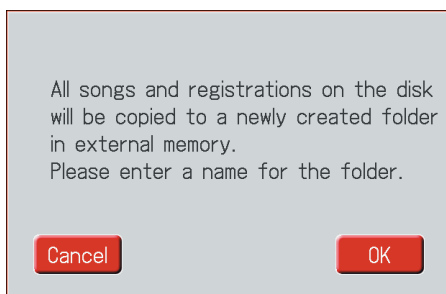 All songs and registrations on the disk
will be copied to a newly created folder
in external memory.
Please enter a name for the folder.
Cancel
OK